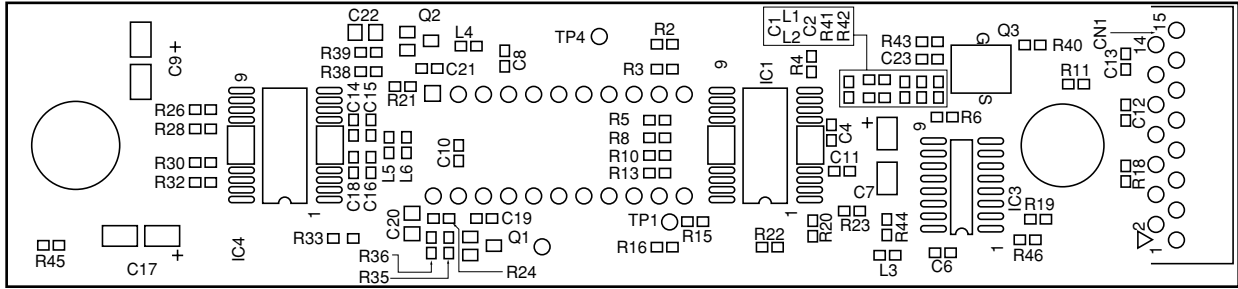 C22
Q2
L4
R39
R38
C21
C8
R21
C9
+
9
C14
C15
R26
R28
R30
R32
L5
L6
C10
C18
C16
1
IC4
R33
C20
C19
Q1
R36
R35
R24
R45
C17
+
TP4
R2
R3
R5
R8
R10
R13
TP1
R15
R16
9
IC1
R4
C1
L1
L2
C2
R41
R42
R43
C23
Q3
G
S
R40
R11
CN1
15
14
C13
C12
R18
R6
9
+
C4
C11
C7
1
R20
R22
R23
R44
L3
C6
IC3
1
R19
R46
2
1